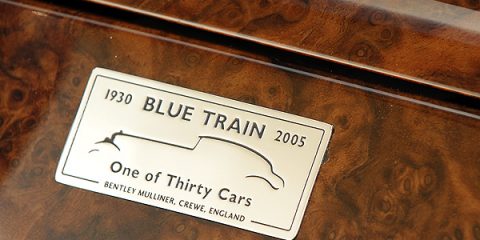 1930 BLUE TRAIN 2005
One of Thirty Cars
BENTLEY MULLINER, CREWE, ENGLAND